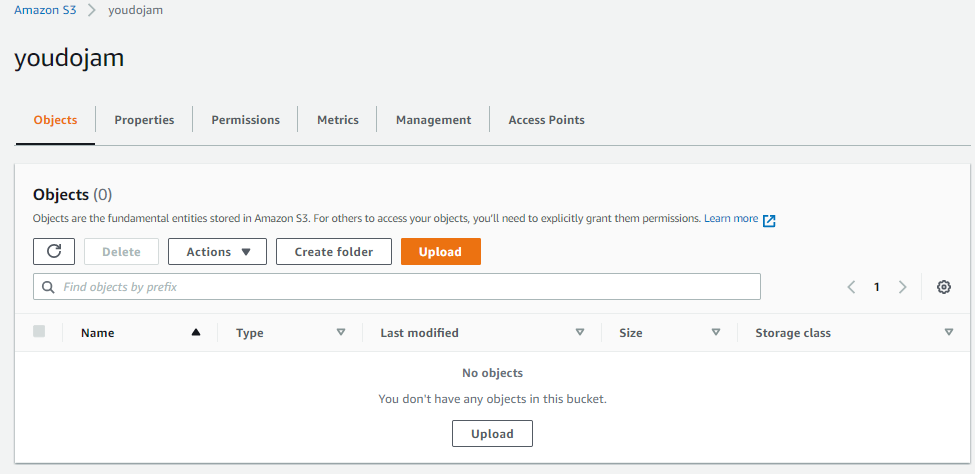 Amazon S3 > youdojam
youdojam
Objects Properties Permissions Metrics Management Access Points
Objects (0)
Objects are the fundamental entities stored in Amazon S3. For others to access your objects, you'll need to explicitly grant them permissions. Learn more
Delete Actions Create folder Upload
Find objects by prefix 1
Name Type Last modified Size Storage class
No objects
You don't have any objects in this bucket.
Upload